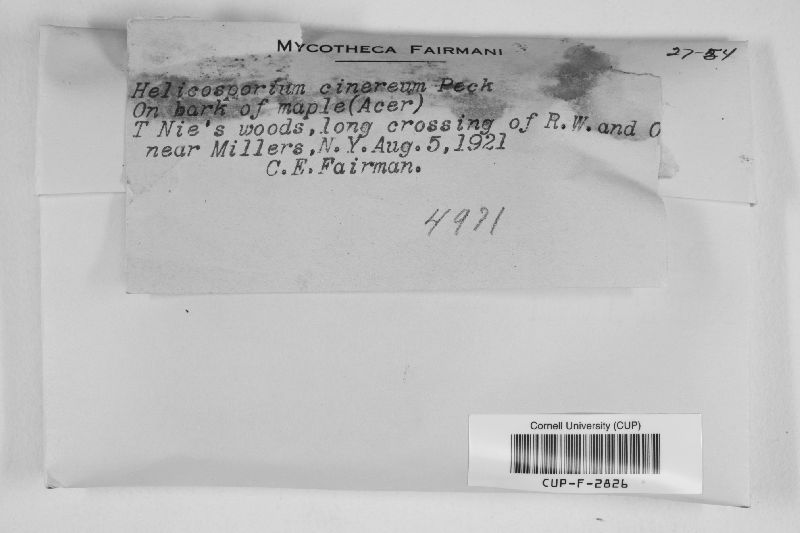 MYCOTHECA FAIRMANI
27-54
Helicosporium cinereum Peck
On bark of maple(Acer)
T Nie's woods, long crossing of R.W. and O
near Millers, N.Y. Aug. 5, 1921
C.E. Fairman.
4971
Cornell University (CUP)
CUP-F-2826